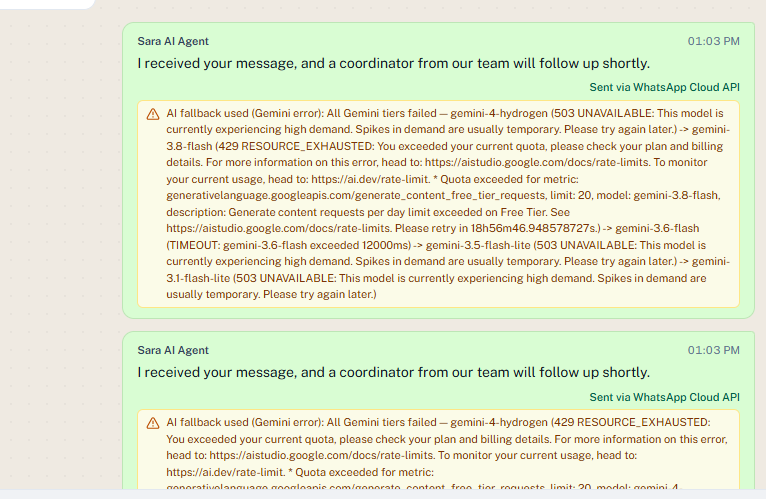 Sara AI Agent 01:03 PM
I received your message, and a coordinator from our team will follow up shortly.
Sent via WhatsApp Cloud API
AI fallback used (Gemini error): All Gemini tiers failed — gemini-4-hydrogen (503 UNAVAILABLE: This model is
currently experiencing high demand. Spikes in demand are usually temporary. Please try again later.) -> gemini-
3.8-flash (429 RESOURCE_EXHAUSTED: You exceeded your current quota, please check your plan and billing
details. For more information on this error, head to: https://aistudio.google.com/docs/rate-limits. To monitor
your current usage, head to: https://ai.dev/rate-limit. * Quota exceeded for metric:
generativelanguage.googleapis.com/generate_content_free_tier_requests, limit: 20, model: gemini-3.8-flash,
description: Generate content requests per day limit exceeded on Free Tier. See
https://aistudio.google.com/docs/rate-limits. Please retry in 18h56m46.948578727s.) -> gemini-3.6-flash
(TIMEOUT: gemini-3.6-flash exceeded 12000ms) -> gemini-3.5-flash-lite (503 UNAVAILABLE: This model is
currently experiencing high demand. Spikes in demand are usually temporary. Please try again later.) -> gemini-
3.1-flash-lite (503 UNAVAILABLE: This model is currently experiencing high demand. Spikes in demand are
usually temporary. Please try again later.)
Sara AI Agent 01:03 PM
I received your message, and a coordinator from our team will follow up shortly.
Sent via WhatsApp Cloud API
AI fallback used (Gemini error): All Gemini tiers failed — gemini-4-hydrogen (429 RESOURCE_EXHAUSTED:
You exceeded your current quota, please check your plan and billing details. For more information on this error,
head to: https://aistudio.google.com/docs/rate-limits. To monitor your current usage, head to:
https://ai.dev/rate-limit. * Quota exceeded for metric:
generativelanguage.googleapis.com/generate_content_free_tier_requests, limit: 20, model: gemini-4-